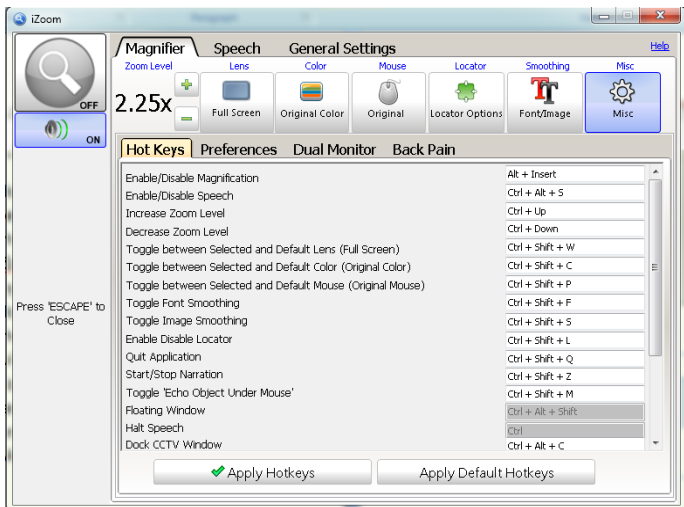 iZoom
OFF
ON
Press 'ESCAPE' to
Close
Magnifier Speech General Settings Help
Zoom Level Lens Color Mouse Locator Smoothing Misc
2.25x Full Screen Original Color Original Locator Options Font/Image Misc
Hot Keys Preferences Dual Monitor Back Pain
Enable/Disable Magnification Alt + Insert
Enable/Disable Speech Ctrl + Alt + S
Increase Zoom Level Ctrl + Up
Decrease Zoom Level Ctrl + Down
Toggle between Selected and Default Lens (Full Screen) Ctrl + Shift + W
Toggle between Selected and Default Color (Original Color) Ctrl + Shift + C
Toggle between Selected and Default Mouse (Original Mouse) Ctrl + Shift + P
Toggle Font Smoothing Ctrl + Shift + F
Toggle Image Smoothing Ctrl + Shift + S
Enable Disable Locator Ctrl + Shift + L
Quit Application Ctrl + Shift + Q
Start/Stop Narration Ctrl + Shift + Z
Toggle 'Echo Object Under Mouse' Ctrl + Shift + M
Floating Window Ctrl + Alt + Shift
Halt Speech Ctrl
Dock CCTV Window Ctrl + Alt + C
Apply Hotkeys Apply Default Hotkeys